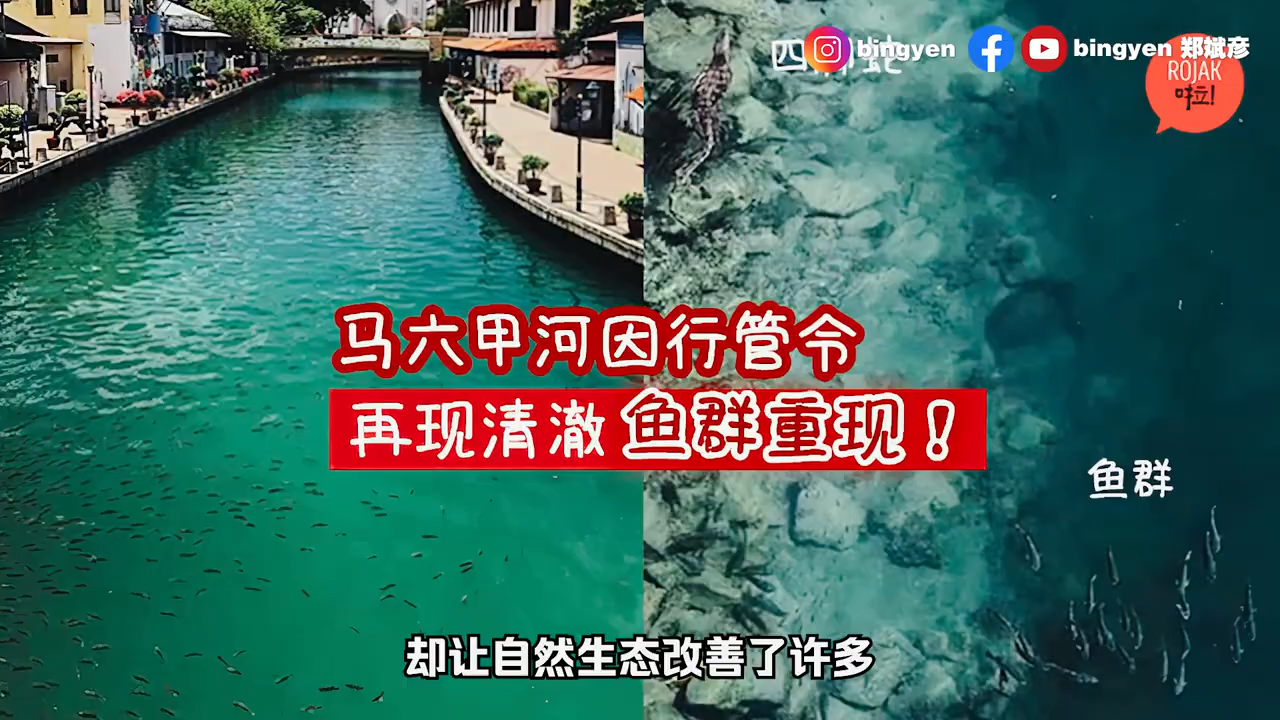 bingyen
bingyen 郑斌彦
ROJAK
啦!
马六甲河因行管令
再现清澈 鱼群重现!
鱼群
却让自然生态改善了许多